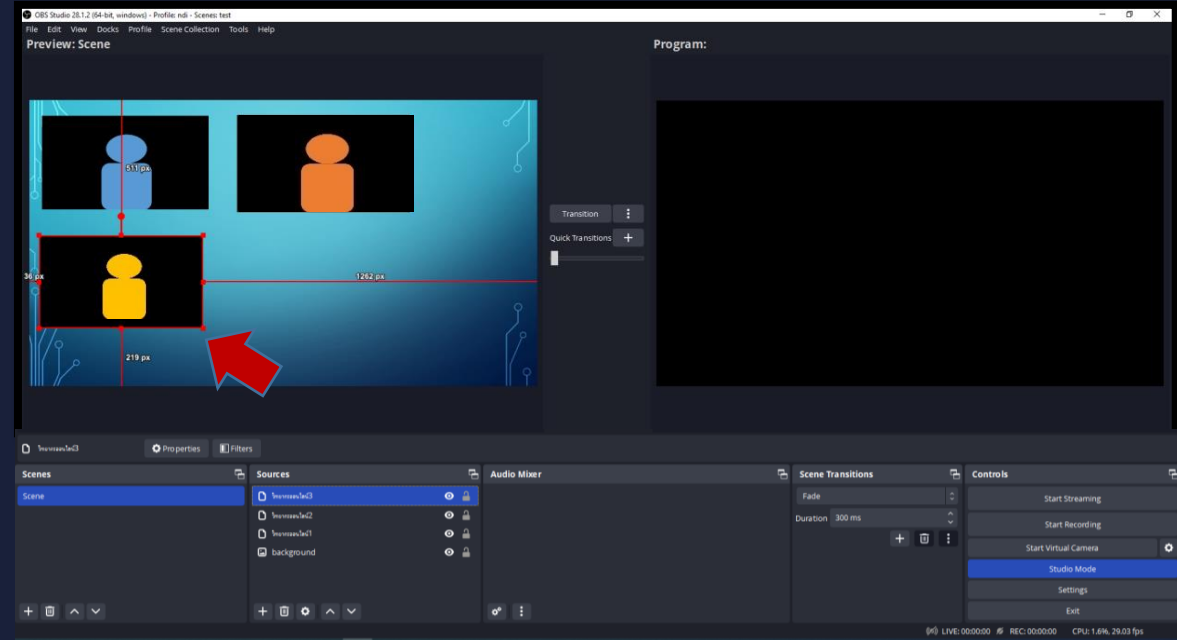 OBS Studio 28.1.2 (64-bit, windows) - Profile: ndi - Scenes: test
File Edit View Docks Profile Scene Collection Tools Help
Preview: Scene
Program:
511 px
Transition
Quick Transitions
36 px
1262 px
219 px
Properties
Filters
Scenes
Sources
Audio Mixer
Scene Transitions
Controls
Scene
background
Fade
Duration 300 ms
Start Streaming
Start Recording
Start Virtual Camera
Studio Mode
Settings
Exit
LIVE: 00:00:00 REC: 00:00:00 CPU: 1.6%, 29.03 fps